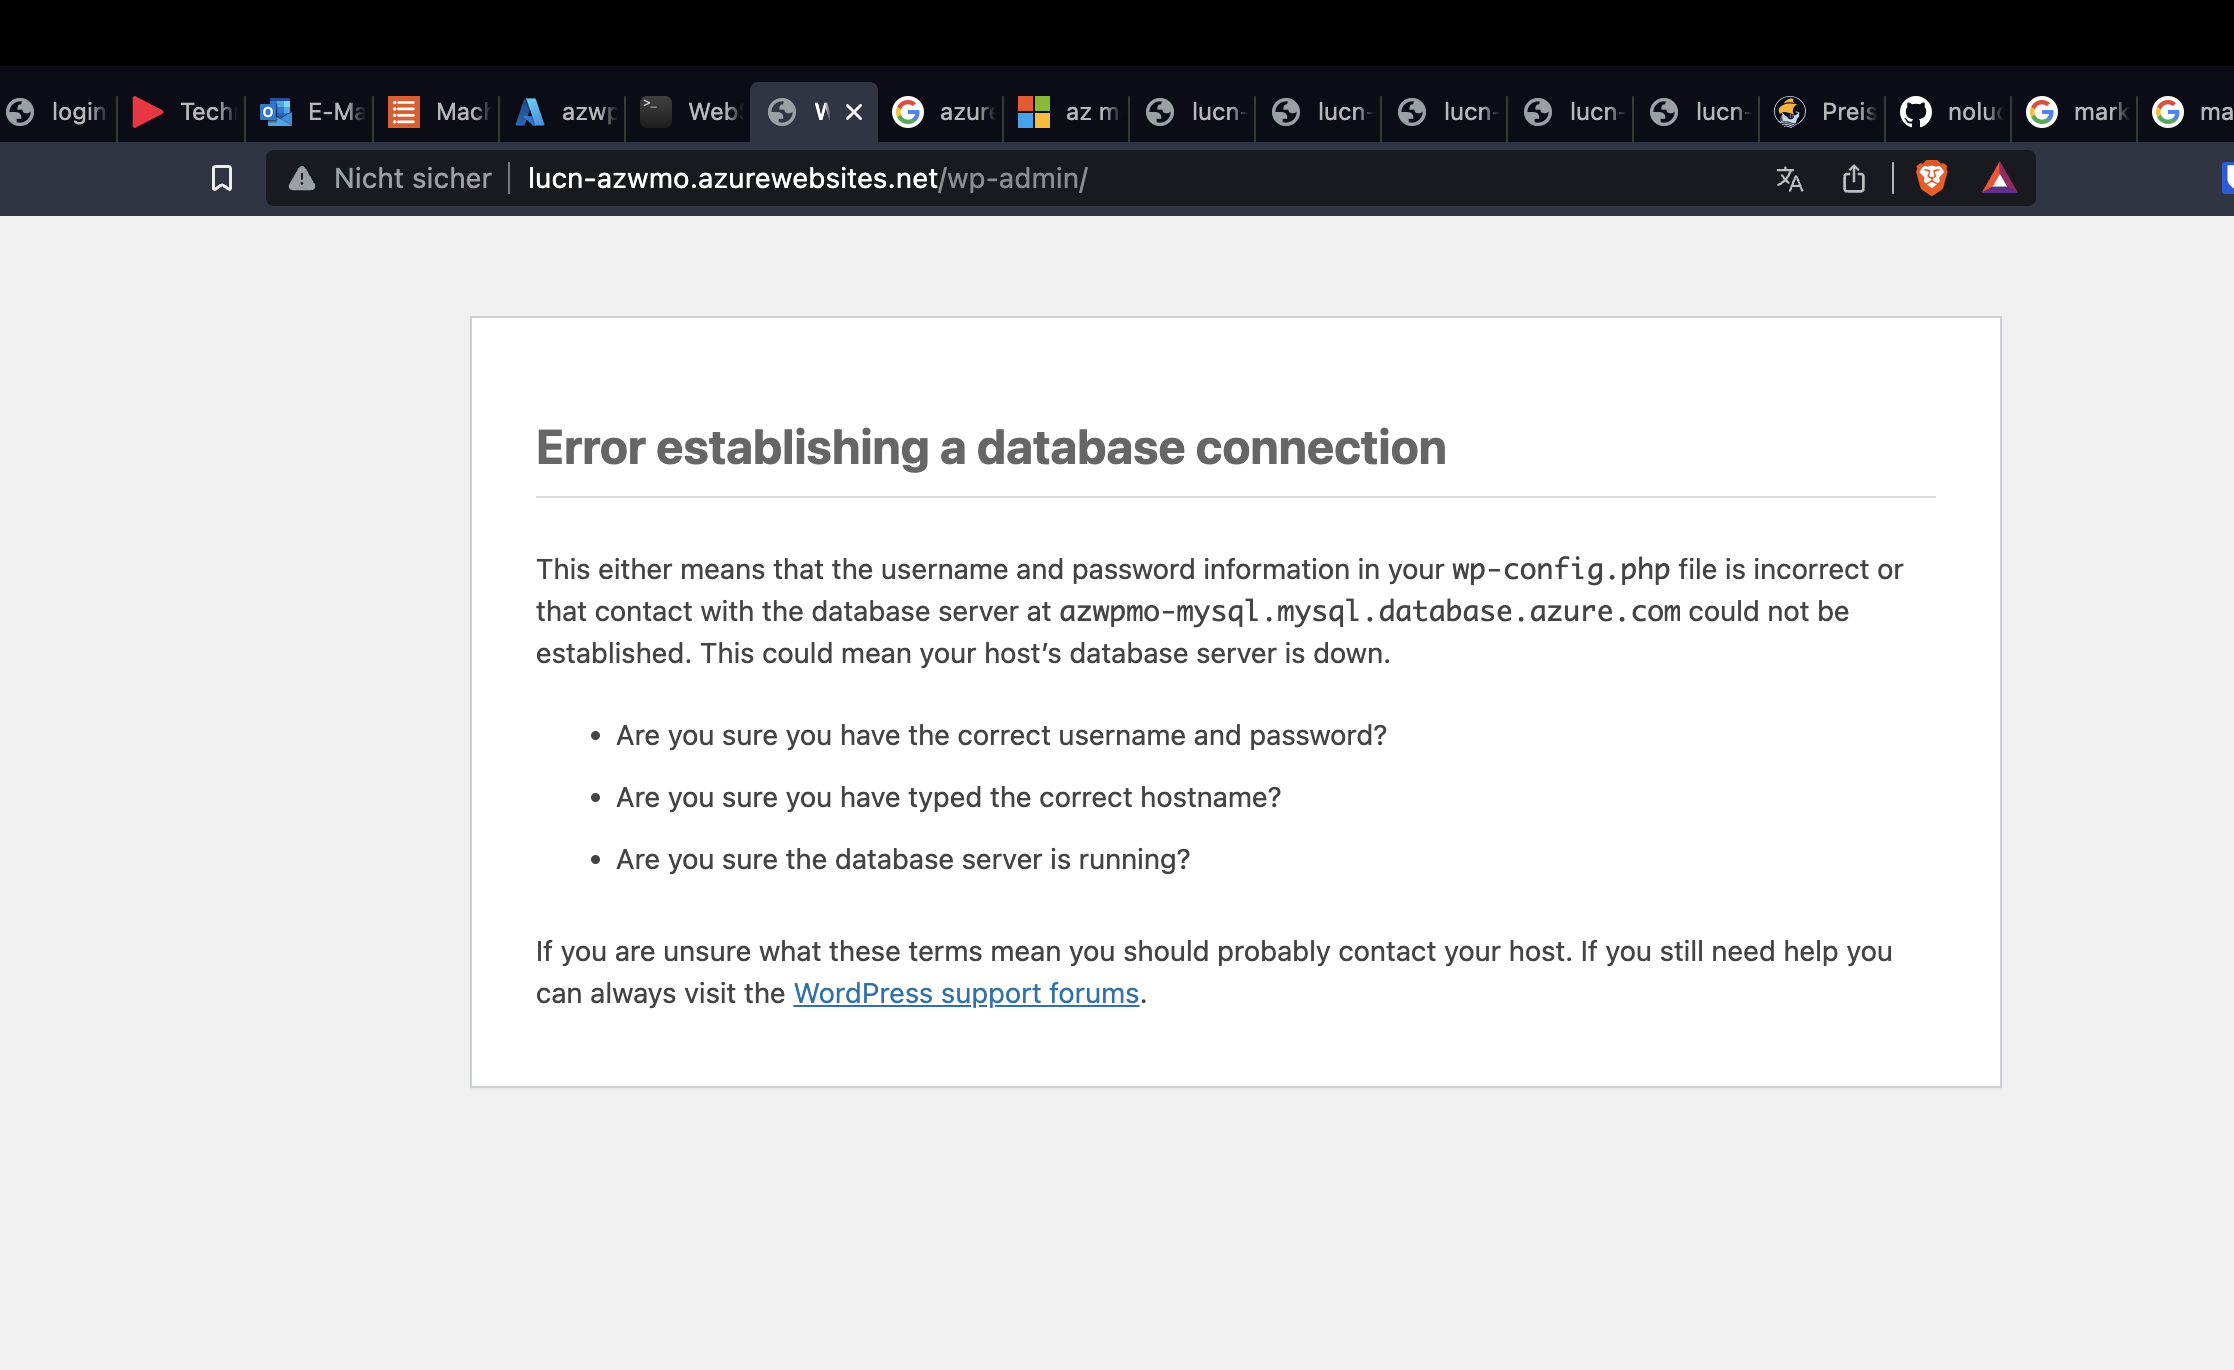 login
Tech
E-Ma
Mach
azwp
Web
W
azure
az m
lucn-
lucn-
lucn-
lucn-
lucn-
Preis
noluc
mark
ma
Nicht sicher lucn-azwmo.azurewebsites.net/wp-admin/
Error establishing a database connection
This either means that the username and password information in your wp-config.php file is incorrect or
that contact with the database server at azwpmo-mysql.mysql.database.azure.com could not be
established. This could mean your host’s database server is down.
• Are you sure you have the correct username and password?
• Are you sure you have typed the correct hostname?
• Are you sure the database server is running?
If you are unsure what these terms mean you should probably contact your host. If you still need help you
can always visit the WordPress support forums.